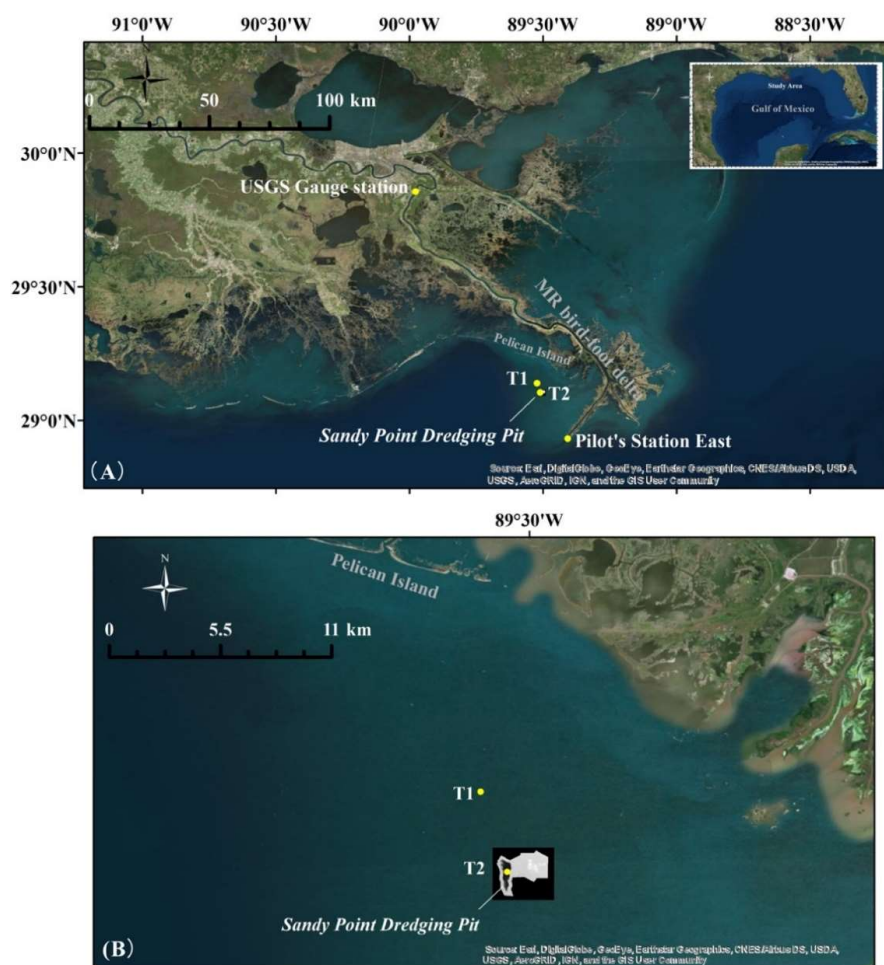 91°0'W 90°30'W 90°0'W 89°30'W 89°0'W 88°30'W
0 50 100 km
Study Area
Gulf of Mexico
30°0'N
USGS Gauge station
29°30'N
MR bird-foot delta
Pelican Island
T1
T2
Sandy Point Dredging Pit
29°0'N
Pilot's Station East
(A)
Source: Esri, DigitalGlobe, GeoEye, Earthstar Geographics, CNES/Airbus DS, USDA,
USGS, AeroGRID, IGN, and the GIS User Community
89°30'W
Pelican Island
N
0 5.5 11 km
T1
T2
Sandy Point Dredging Pit
(B)
Source: Esri, DigitalGlobe, GeoEye, Earthstar Geographics, CNES/Airbus DS, USDA,
USGS, AeroGRID, IGN, and the GIS User Community